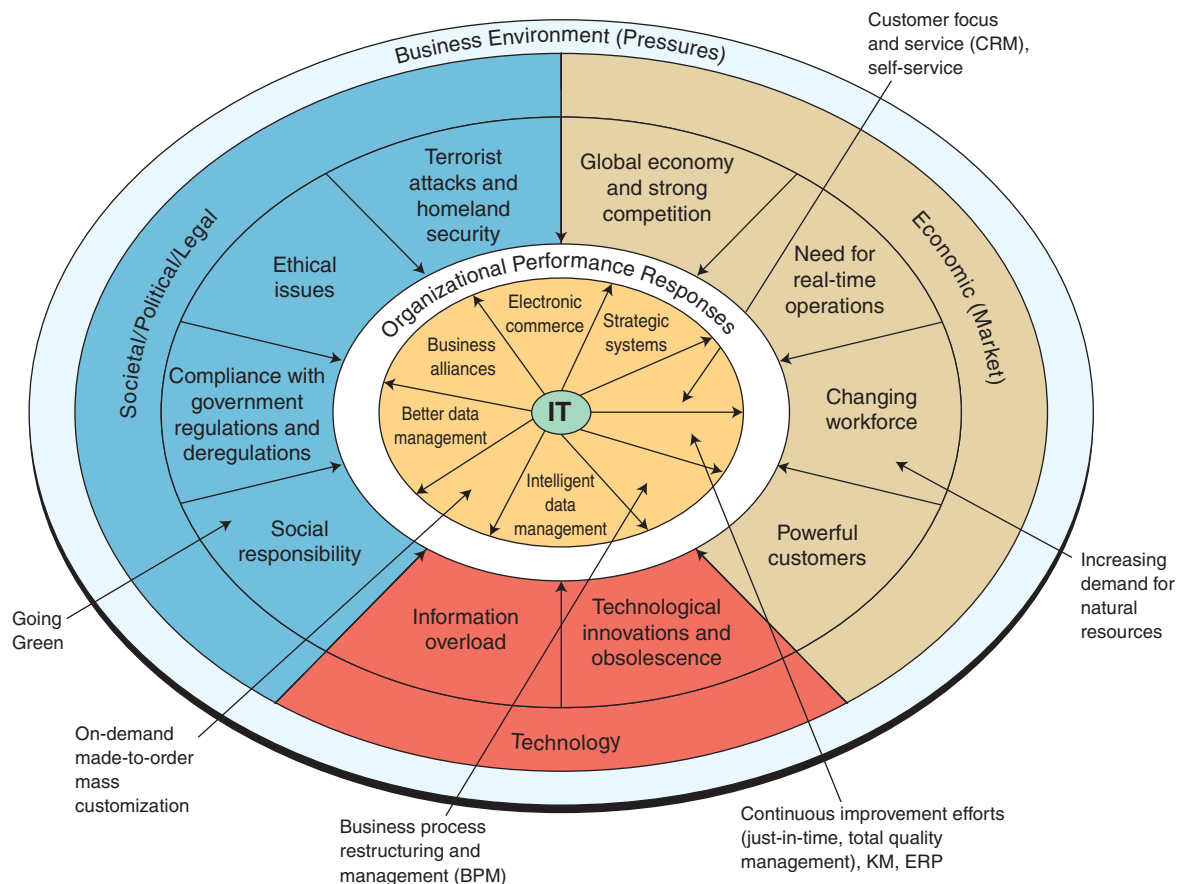 Business Environment (Pressures)
Customer focus
and service (CRM),
self-service
Societal/Political/Legal
Terrorist
attacks and
homeland
security
Ethical
issues
Compliance with
government
regulations and
deregulations
Social
responsibility
Economic (Market)
Global economy
and strong
competition
Need for
real-time
operations
Changing
workforce
Powerful
customers
Organizational Performance Responses
Electronic
commerce
Strategic
systems
Business
alliances
Better data
management
IT
Intelligent
data
management
Information
overload
Technological
innovations and
obsolescence
Technology
Going
Green
Increasing
demand for
natural
resources
On-demand
made-to-order
mass
customization
Business process
restructuring and
management (BPM)
Continuous improvement efforts
(just-in-time, total quality
management), KM, ERP